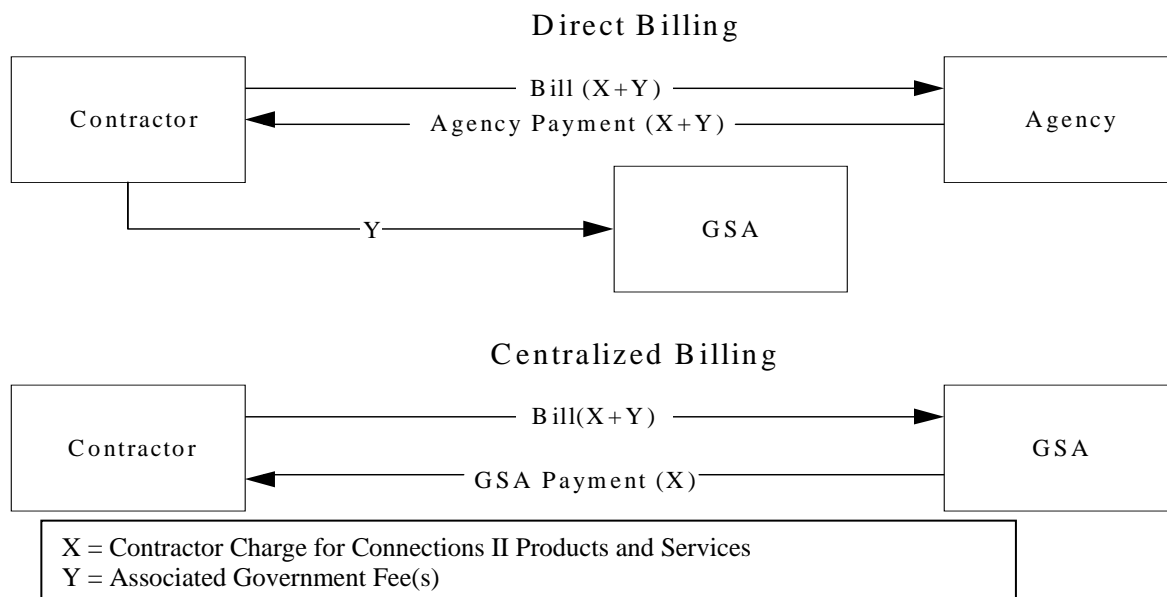 Direct Billing
Bill (X+Y)
Contractor
Agency Payment (X+Y)
Agency
Y
GSA
Centralized Billing
Bill(X+Y)
Contractor
GSA
GSA Payment (X)
X = Contractor Charge for Connections II Products and Services
Y = Associated Government Fee(s)